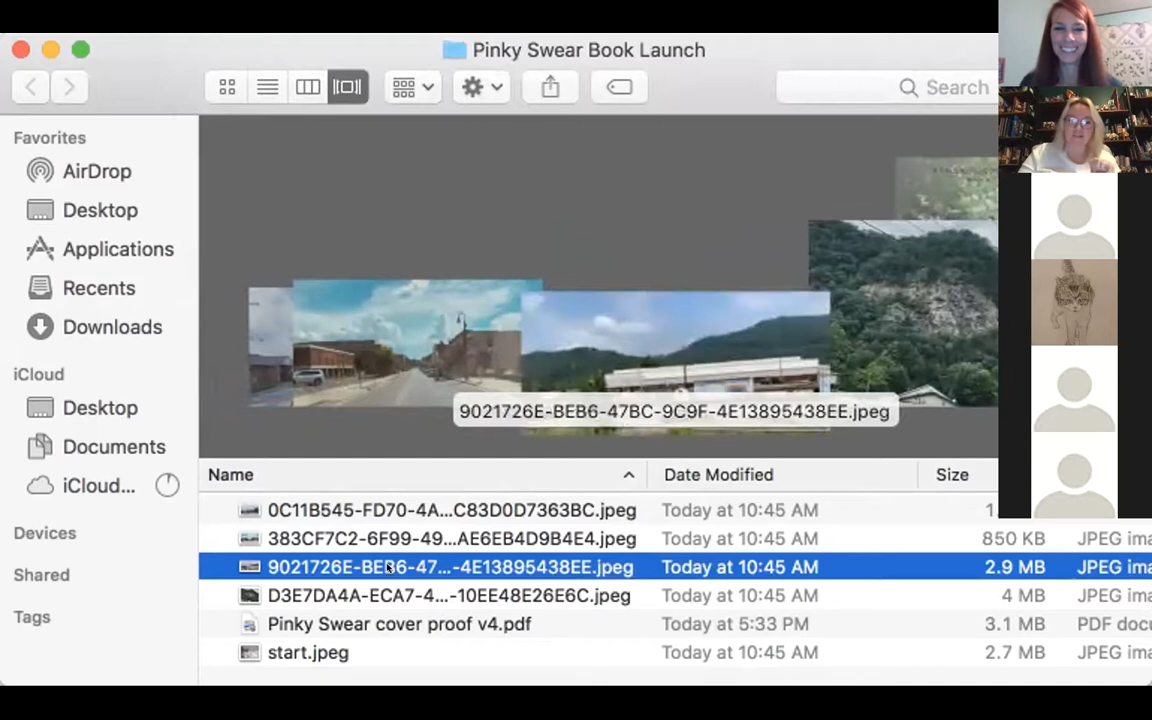 Pinky Swear Book Launch
Search
Favorites
AirDrop
Desktop
Applications
Recents
Downloads
iCloud
Desktop
Documents
iCloud...
Devices
Shared
Tags
9021726E-BEB6-47BC-9C9F-4E13895438EE.jpeg
Name Date Modified Size
0C11B545-FD70-4A...C83D0D7363BC.jpeg Today at 10:45 AM 1.
383CF7C2-6F99-49...AE6EB4D9B4E4.jpeg Today at 10:45 AM 850 KB JPEG ima
9021726E-BEB6-47...-4E13895438EE.jpeg Today at 10:45 AM 2.9 MB JPEG ima
D3E7DA4A-ECA7-4...-10EE48E26E6C.jpeg Today at 10:45 AM 4 MB JPEG ima
Pinky Swear cover proof v4.pdf Today at 5:33 PM 3.1 MB PDF docu
start.jpeg Today at 10:45 AM 2.7 MB JPEG ima